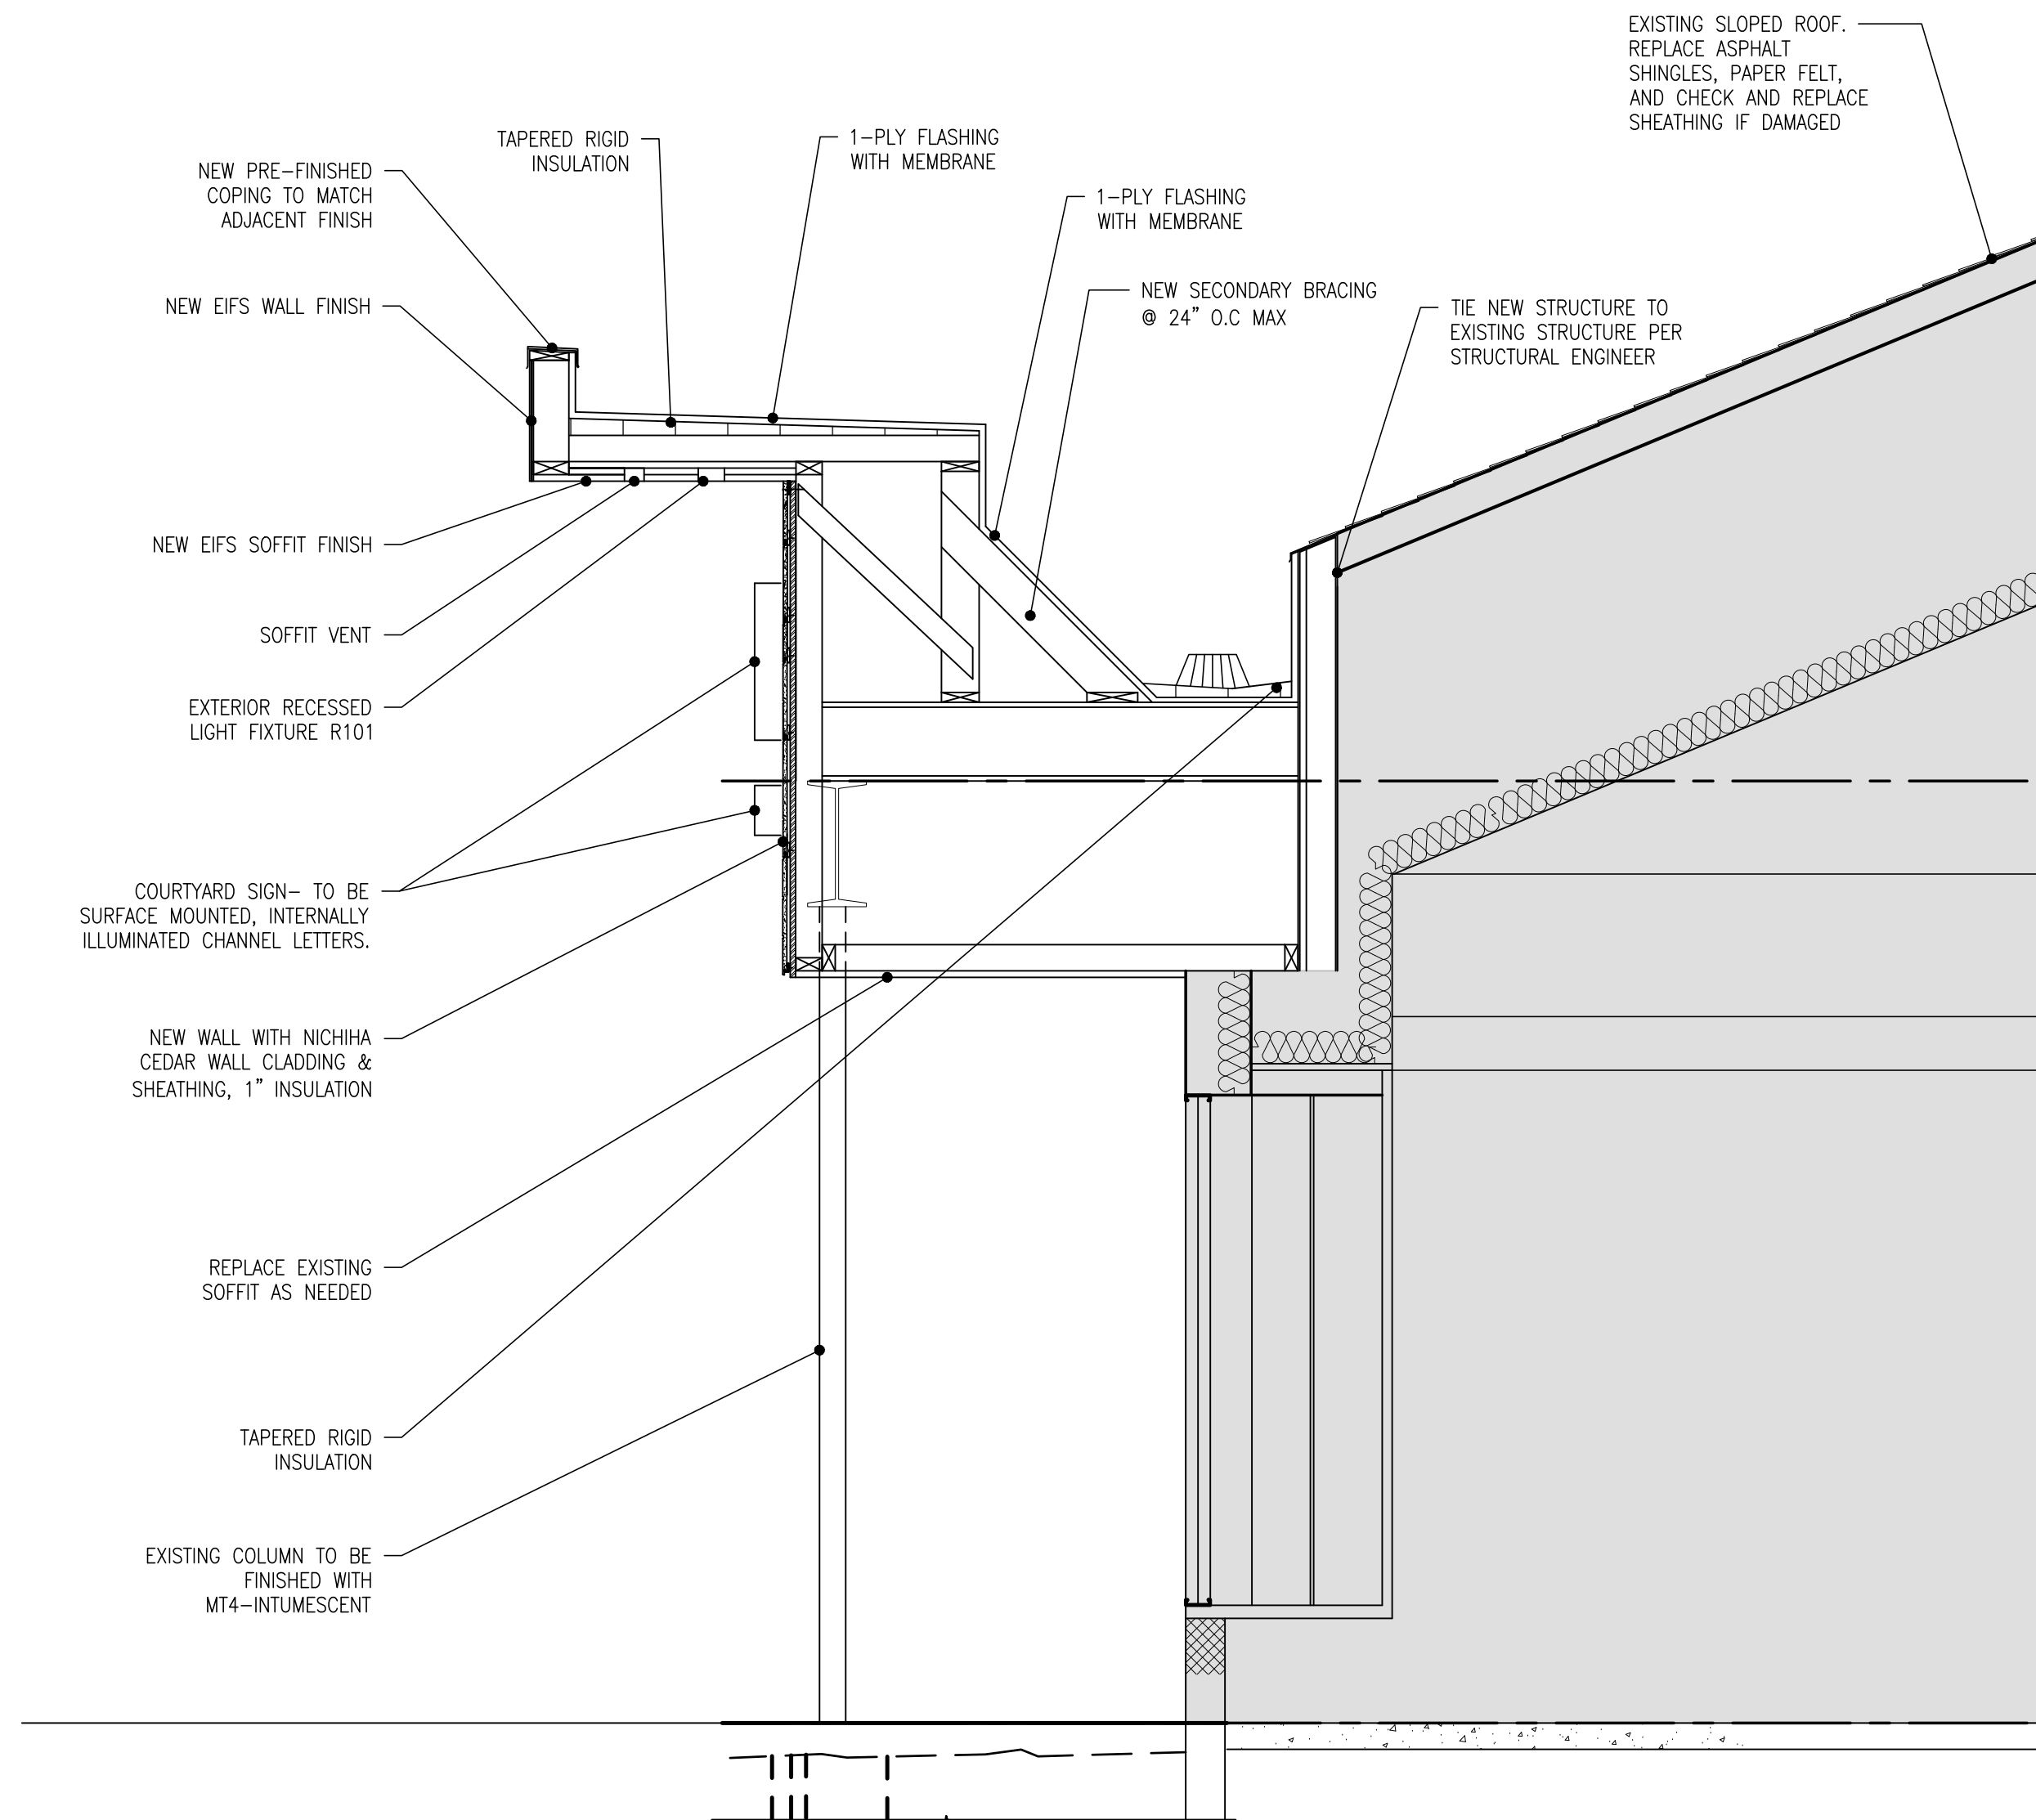 EXISTING SLOPED ROOF.
REPLACE ASPHALT
SHINGLES, PAPER FELT,
AND CHECK AND REPLACE
SHEATHING IF DAMAGED
TAPERED RIGID
INSULATION
1-PLY FLASHING
WITH MEMBRANE
NEW PRE-FINISHED
COPING TO MATCH
ADJACENT FINISH
1-PLY FLASHING
WITH MEMBRANE
NEW SECONDARY BRACING
@ 24" O.C MAX
NEW EIFS WALL FINISH
TIE NEW STRUCTURE TO
EXISTING STRUCTURE PER
STRUCTURAL ENGINEER
NEW EIFS SOFFIT FINISH
SOFFIT VENT
EXTERIOR RECESSED
LIGHT FIXTURE R101
COURTYARD SIGN- TO BE
SURFACE MOUNTED, INTERNALLY
ILLUMINATED CHANNEL LETTERS.
NEW WALL WITH NICHIHA
CEDAR WALL CLADDING &
SHEATHING, 1" INSULATION
REPLACE EXISTING
SOFFIT AS NEEDED
TAPERED RIGID
INSULATION
EXISTING COLUMN TO BE
FINISHED WITH
MT4-INTUMESCENT